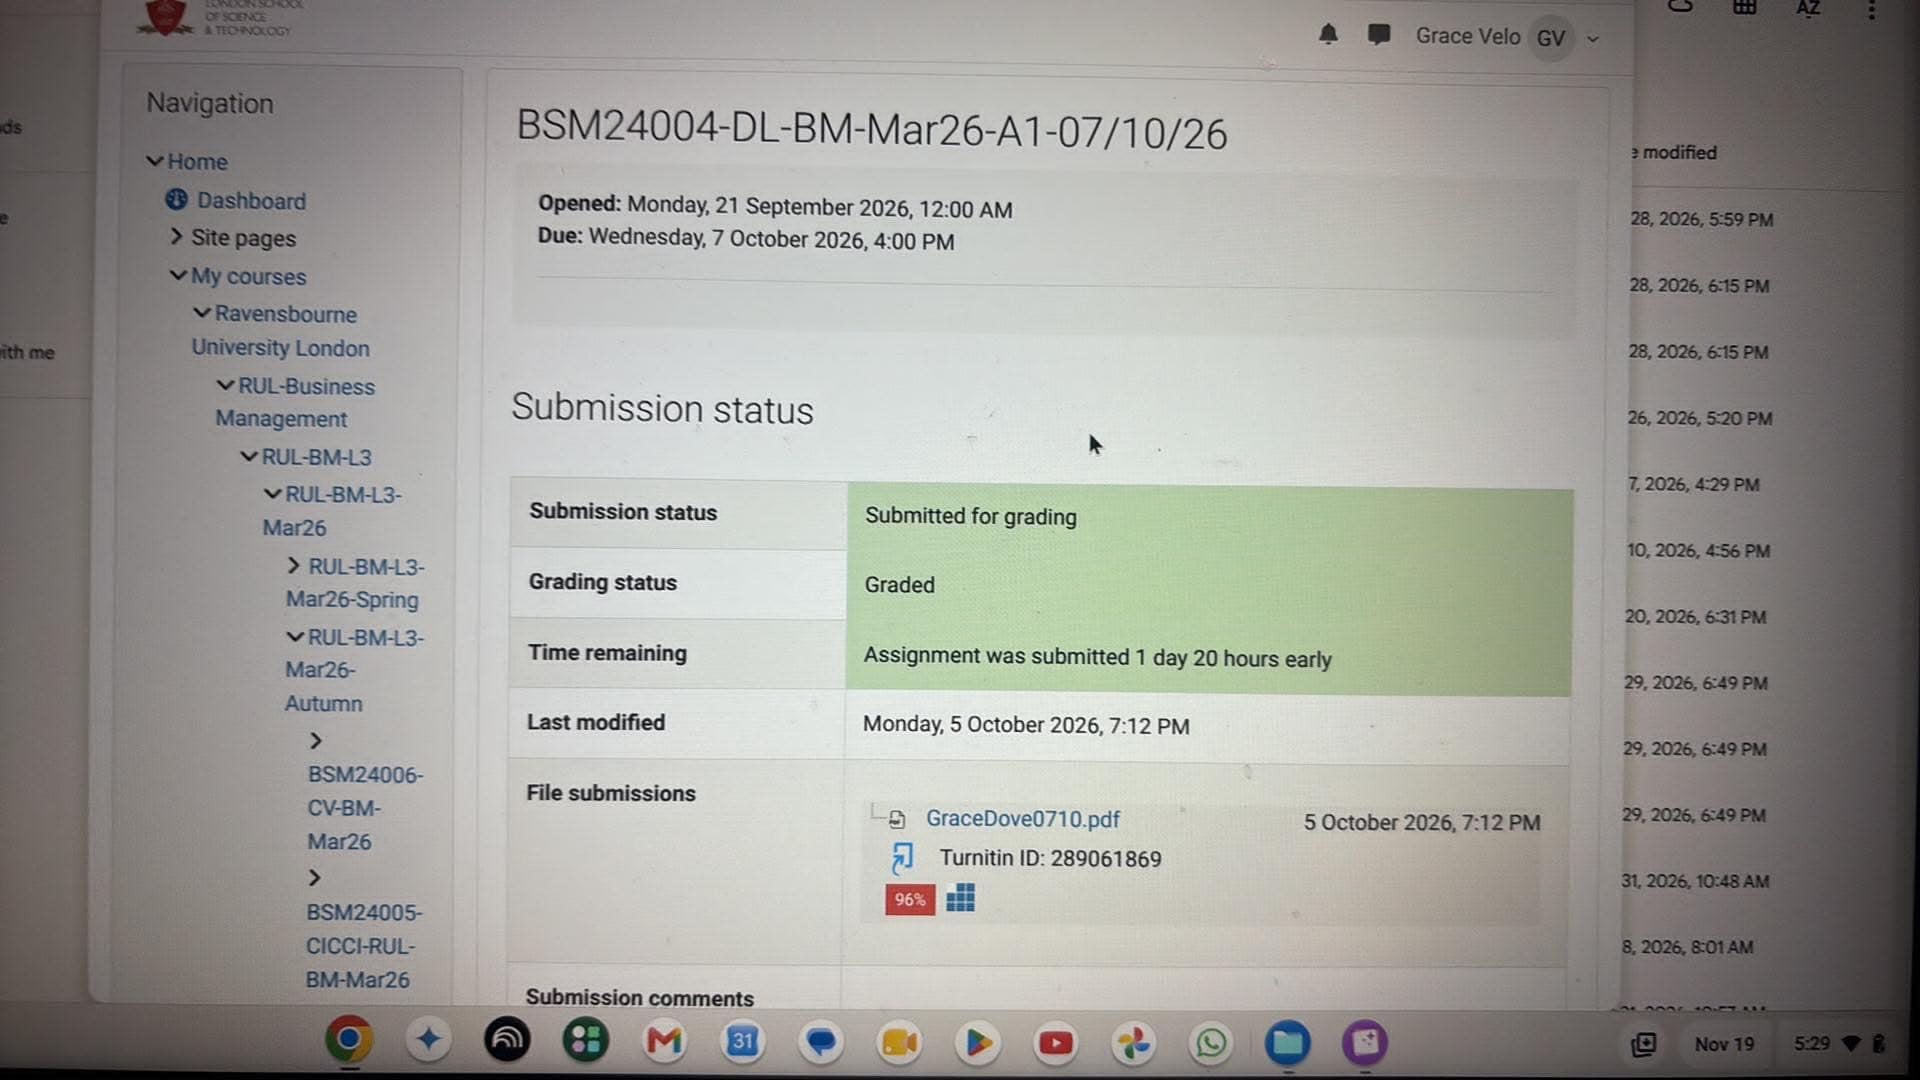 LONDON SCHOOL
OF SCIENCE
& TECHNOLOGY
Grace Velo GV
AZ
Navigation
Home
Dashboard
Site pages
My courses
Ravensbourne
University London
RUL-Business
Management
RUL-BM-L3
RUL-BM-L3-
Mar26
RUL-BM-L3-
Mar26-Spring
RUL-BM-L3-
Mar26-
Autumn
BSM24006-
CV-BM-
Mar26
BSM24005-
CICCI-RUL-
BM-Mar26
BSM24004-DL-BM-Mar26-A1-07/10/26
Opened: Monday, 21 September 2026, 12:00 AM
Due: Wednesday, 7 October 2026, 4:00 PM
Submission status
Submission status Submitted for grading
Grading status Graded
Time remaining Assignment was submitted 1 day 20 hours early
Last modified Monday, 5 October 2026, 7:12 PM
File submissions
GraceDove0710.pdf 5 October 2026, 7:12 PM
Turnitin ID: 289061869
96%
Submission comments
ith me
modified
28, 2026, 5:59 PM
28, 2026, 6:15 PM
28, 2026, 6:15 PM
26, 2026, 5:20 PM
7, 2026, 4:29 PM
10, 2026, 4:56 PM
20, 2026, 6:31 PM
29, 2026, 6:49 PM
29, 2026, 6:49 PM
29, 2026, 6:49 PM
31, 2026, 10:48 AM
8, 2026, 8:01 AM
31
Nov 19 5:29